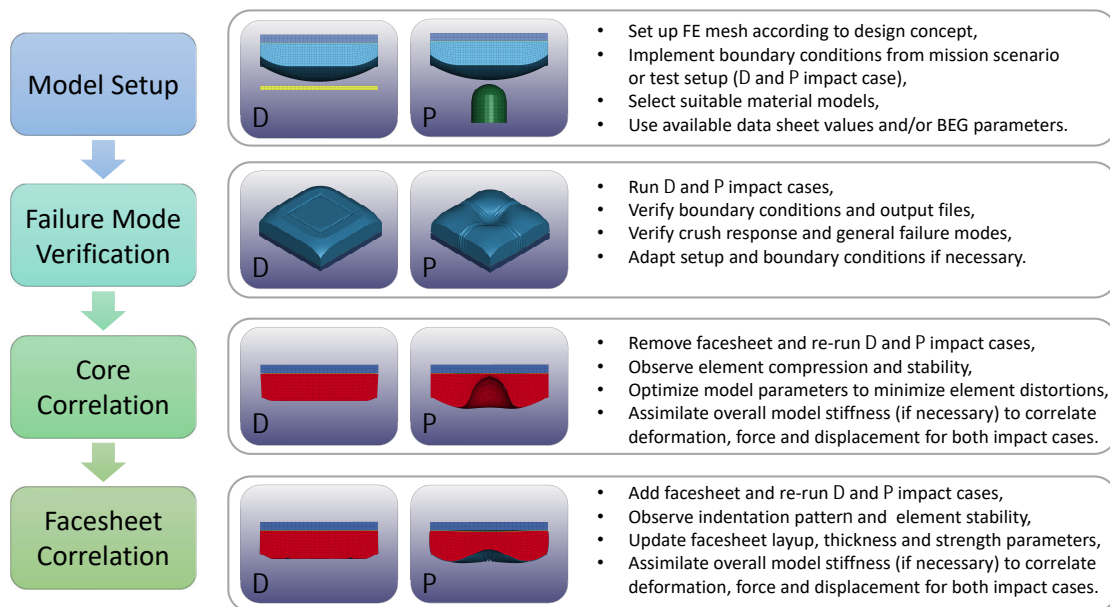 Model Setup
D
P
• Set up FE mesh according to design concept,
• Implement boundary conditions from mission scenario
or test setup (D and P impact case),
• Select suitable material models,
• Use available data sheet values and/or BEG parameters.
Failure Mode
Verification
D
P
• Run D and P impact cases,
• Verify boundary conditions and output files,
• Verify crush response and general failure modes,
• Adapt setup and boundary conditions if necessary.
Core
Correlation
D
P
• Remove facesheet and re-run D and P impact cases,
• Observe element compression and stability,
• Optimize model parameters to minimize element distortions,
• Assimilate overall model stiffness (if necessary) to correlate
deformation, force and displacement for both impact cases.
Facesheet
Correlation
D
P
• Add facesheet and re-run D and P impact cases,
• Observe indentation pattern and element stability,
• Update facesheet layup, thickness and strength parameters,
• Assimilate overall model stiffness (if necessary) to correlate
deformation, force and displacement for both impact cases.